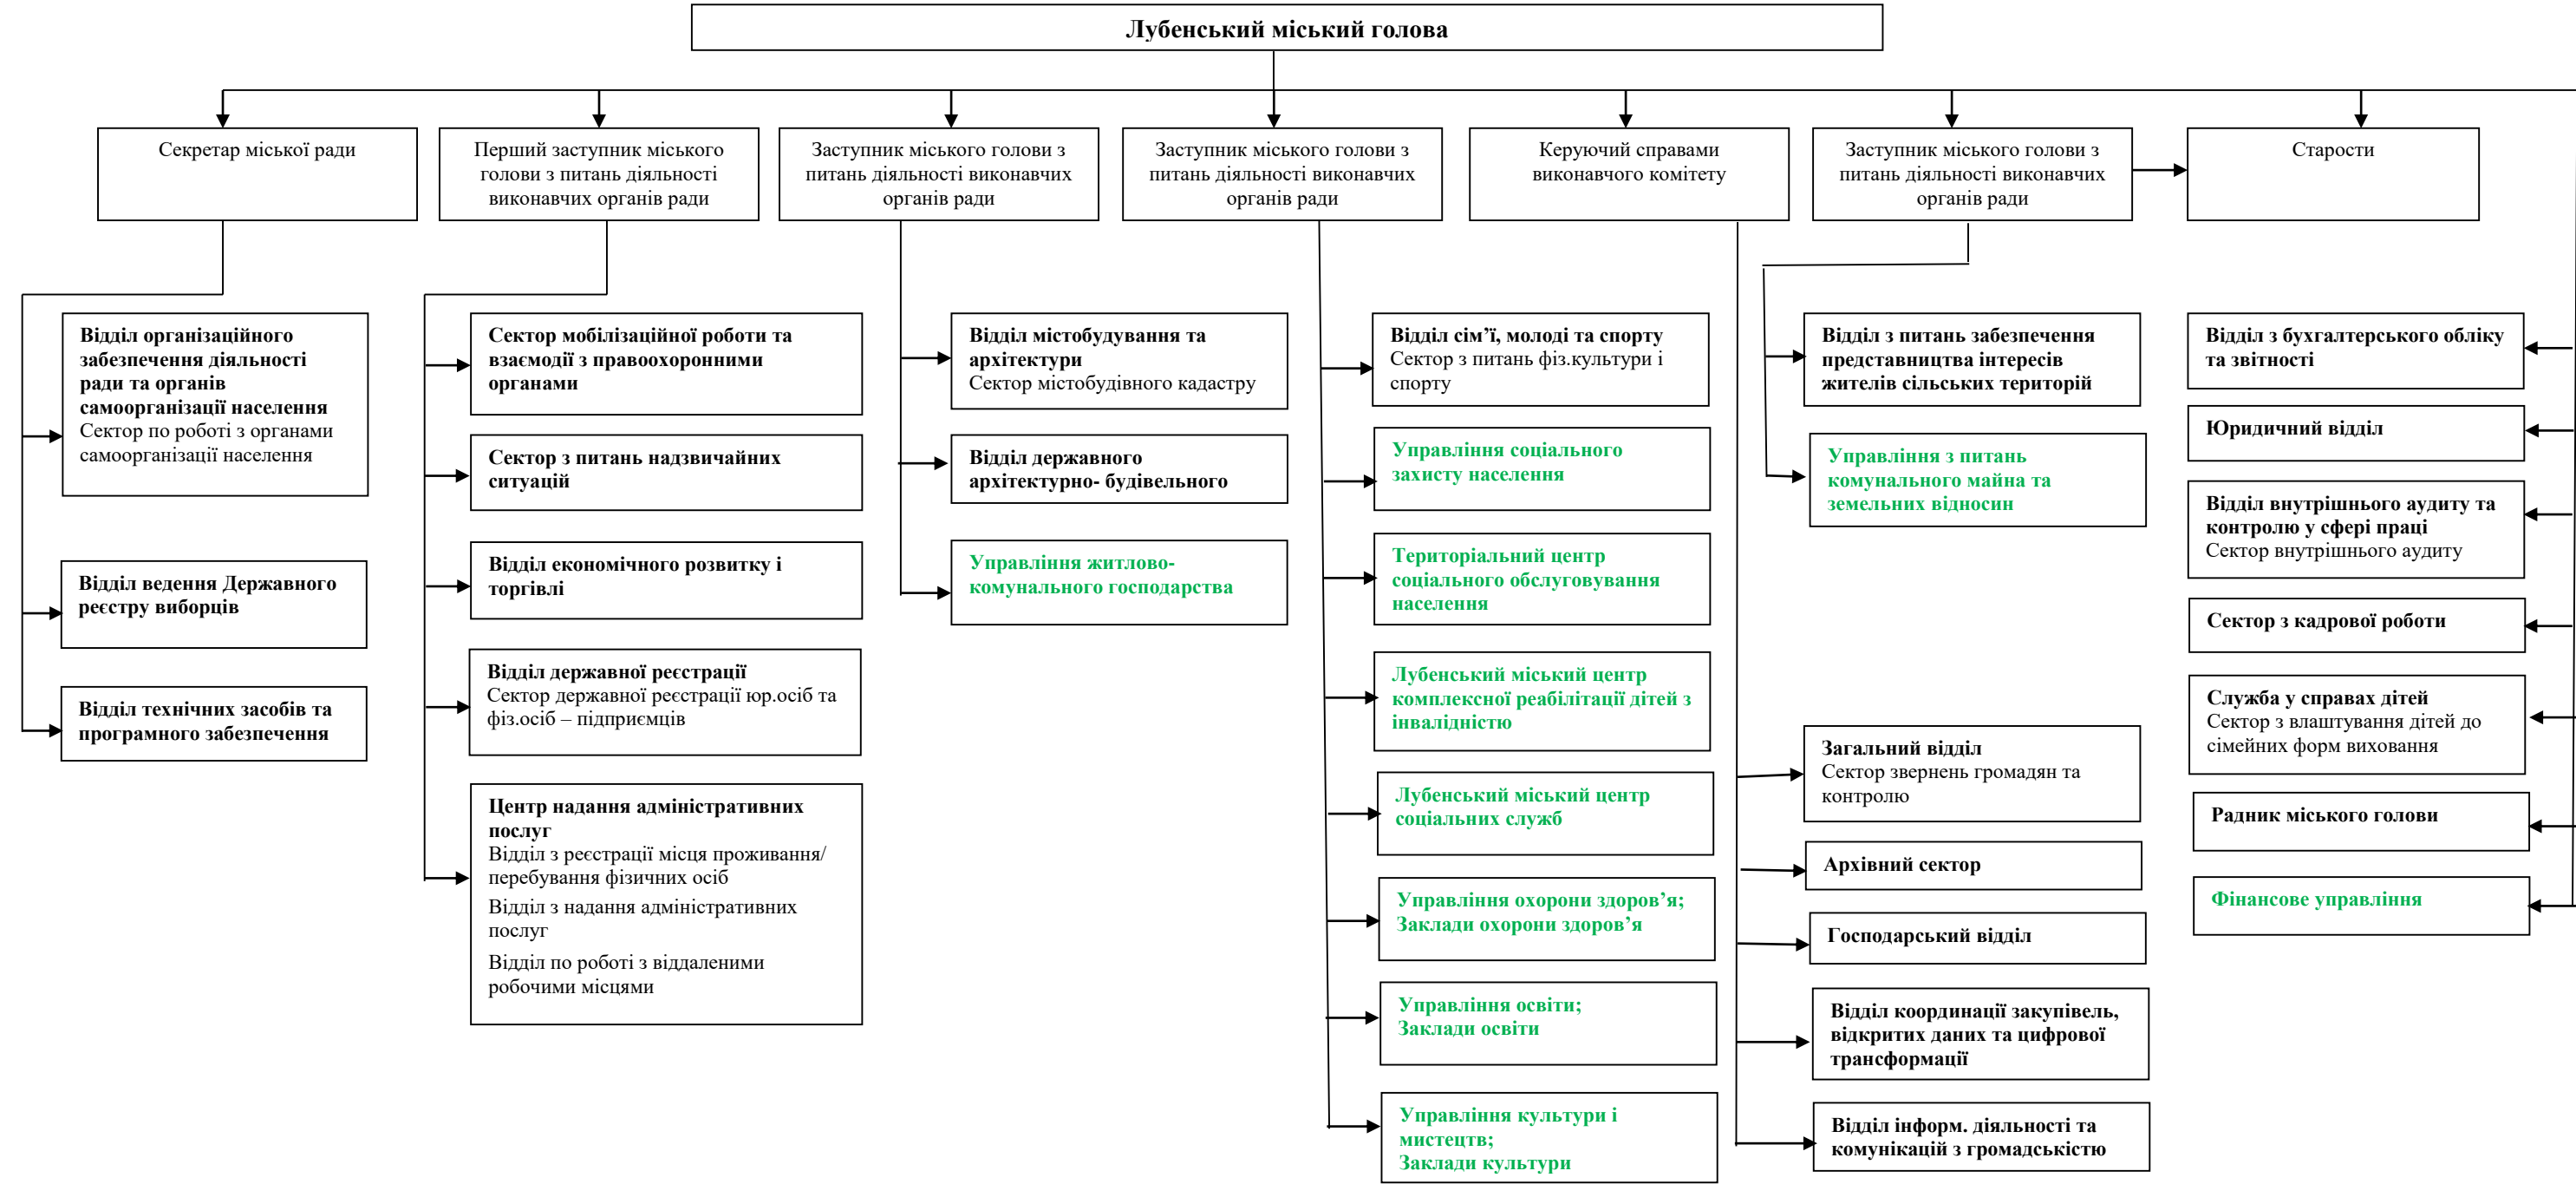 Лубенський міський голова
Секретар міської ради
Перший заступник міського
голови з питань діяльності
виконавчих органів ради
Заступник міського голови з
питань діяльності виконавчих
органів ради
Заступник міського голови з
питань діяльності виконавчих
органів ради
Керуючий справами
виконавчого комітету
Заступник міського голови з
питань діяльності виконавчих
органів ради
Старости
Відділ організаційного
забезпечення діяльності
ради та органів
самоорганізації населення
Сектор по роботі з органами
самоорганізації населення
Відділ ведення Державного
реєстру виборців
Відділ технічних засобів та
програмного забезпечення
Сектор мобілізаційної роботи та
взаємодії з правоохоронними
органами
Сектор з питань надзвичайних
ситуацій
Відділ економічного розвитку і
торгівлі
Відділ державної реєстрації
Сектор державної реєстрації юр.осіб та
фіз.осіб – підприємців
Центр надання адміністративних
послуг
Відділ з реєстрації місця проживання/
перебування фізичних осіб
Відділ з надання адміністративних
послуг
Відділ по роботі з віддаленими
робочими місцями
Відділ містобудування та
архітектури
Сектор містобудівного кадастру
Відділ державного
архітектурно- будівельного
Управління житлово-
комунального господарства
Відділ сім’ї, молоді та спорту
Сектор з питань фіз.культури і
спорту
Управління соціального
захисту населення
Територіальний центр
соціального обслуговування
населення
Лубенський міський центр
комплексної реабілітації дітей з
інвалідністю
Лубенський міський центр
соціальних служб
Управління охорони здоров’я;
Заклади охорони здоров’я
Управління освіти;
Заклади освіти
Управління культури і
мистецтв;
Заклади культури
Відділ з питань забезпечення
представництва інтересів
жителів сільських територій
Управління з питань
комунального майна та
земельних відносин
Загальний відділ
Сектор звернень громадян та
контролю
Архівний сектор
Господарський відділ
Відділ координації закупівель,
відкритих даних та цифрової
трансформації
Відділ інформ. діяльності та
комунікацій з громадськістю
Відділ з бухгалтерського обліку
та звітності
Юридичний відділ
Відділ внутрішнього аудиту та
контролю у сфері праці
Сектор внутрішнього аудиту
Сектор з кадрової роботи
Служба у справах дітей
Сектор з влаштування дітей до
сімейних форм виховання
Радник міського голови
Фінансове управління